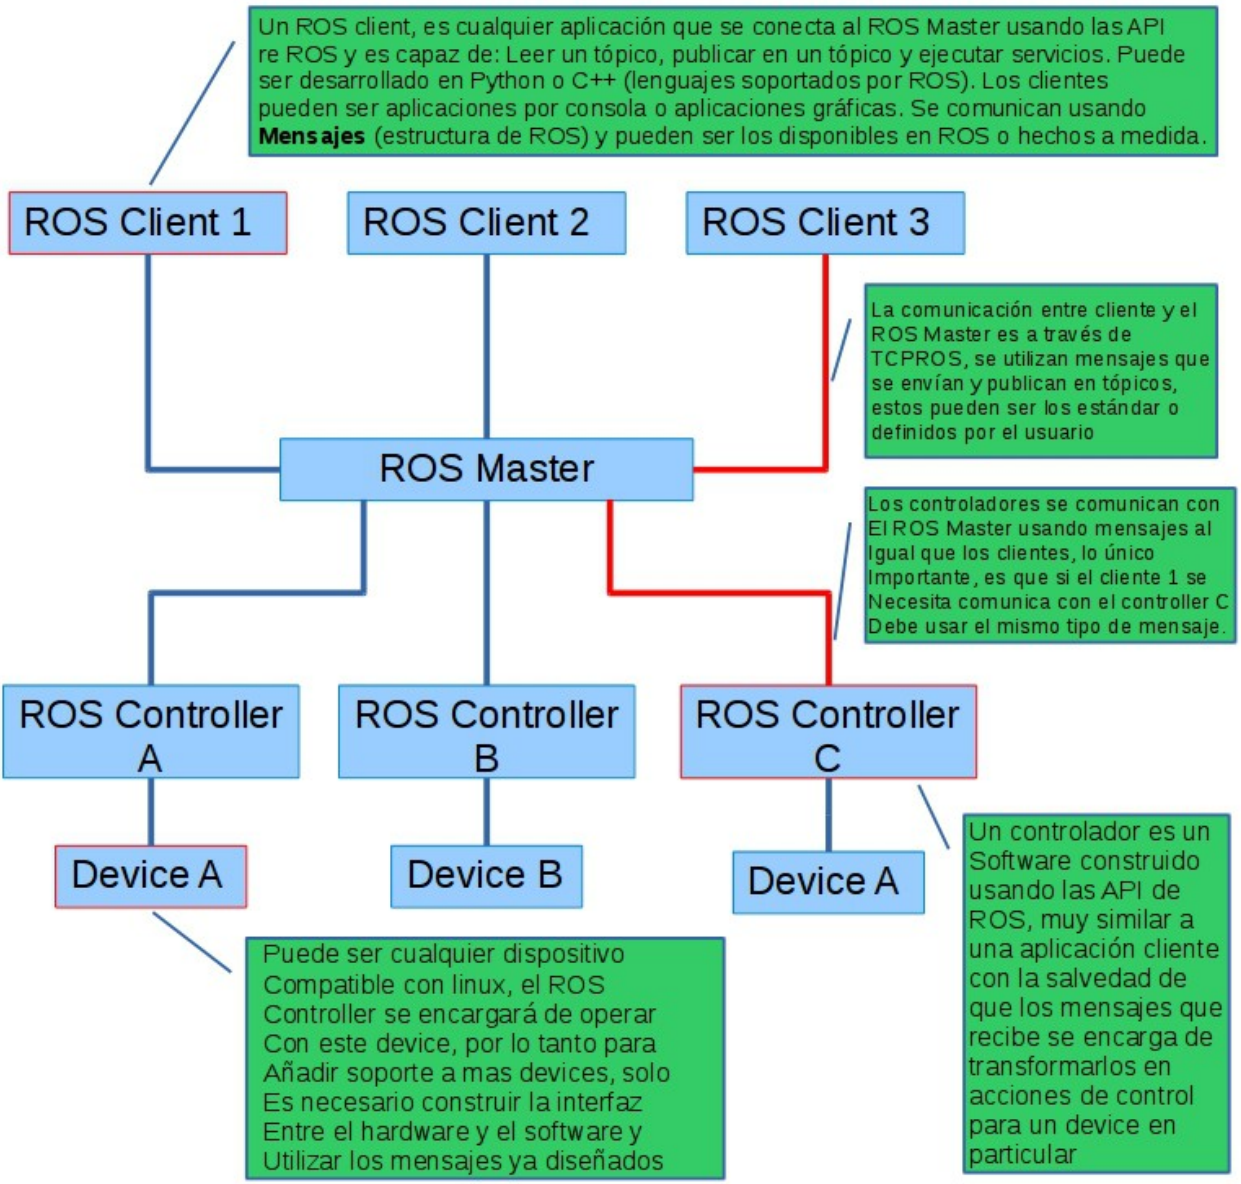 Un ROS client, es cualquier aplicación que se conecta al ROS Master usando las API
re ROS y es capaz de: Leer un tópico, publicar en un tópico y ejecutar servicios. Puede
ser desarrollado en Python o C++ (lenguajes soportados por ROS). Los clientes
pueden ser aplicaciones por consola o aplicaciones gráficas. Se comunican usando
Mensajes (estructura de ROS) y pueden ser los disponibles en ROS o hechos a medida.
ROS Client 1
ROS Client 2
ROS Client 3
La comunicación entre cliente y el
ROS Master es a través de
TCPROS, se utilizan mensajes que
se envían y publican en tópicos,
estos pueden ser los estándar o
definidos por el usuario
ROS Master
Los controladores se comunican con
El ROS Master usando mensajes al
Igual que los clientes, lo único
Importante, es que si el cliente 1 se
Necesita comunica con el controller C
Debe usar el mismo tipo de mensaje.
ROS Controller
A
ROS Controller
B
ROS Controller
C
Device A
Device B
Device A
Un controlador es un
Software construido
usando las API de
ROS, muy similar a
una aplicación cliente
con la salvedad de
que los mensajes que
recibe se encarga de
transformarlos en
acciones de control
para un device en
particular
Puede ser cualquier dispositivo
Compatible con linux, el ROS
Controller se encargará de operar
Con este device, por lo tanto para
Añadir soporte a mas devices, solo
Es necesario construir la interfaz
Entre el hardware y el software y
Utilizar los mensajes ya diseñados